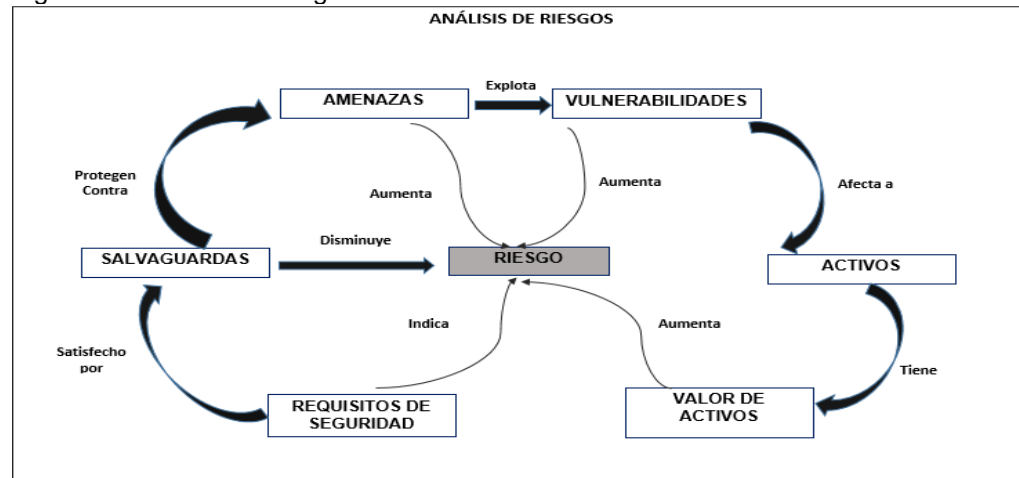 ANÁLISIS DE RIESGOS
Explota
AMENAZAS
VULNERABILIDADES
Protegen
Contra
Aumenta
Aumenta
Afecta a
Disminuye
SALVAGUARDAS
RIESGO
ACTIVOS
Indica
Aumenta
Satisfecho
por
Tiene
REQUISITOS DE
SEGURIDAD
VALOR DE
ACTIVOS